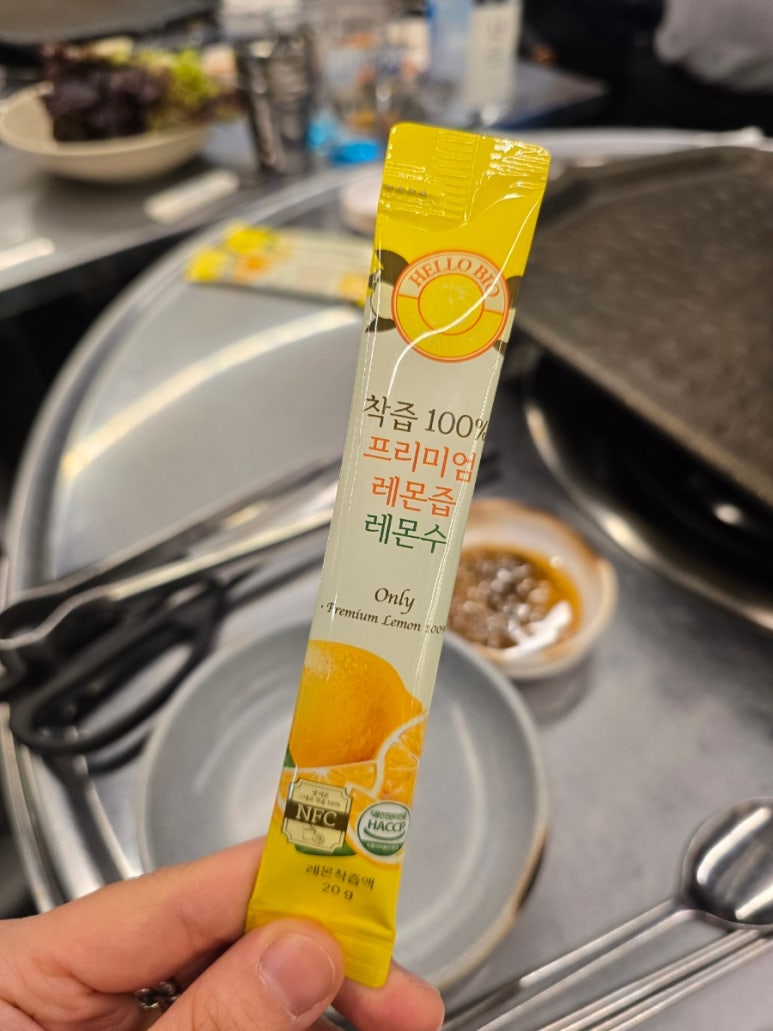 HELLO BIO
착즙 100%
프리미엄
레몬즙
레몬수
Only
· Premium Lemon 100%
NFC
HACCP
레몬착즙액
20 g